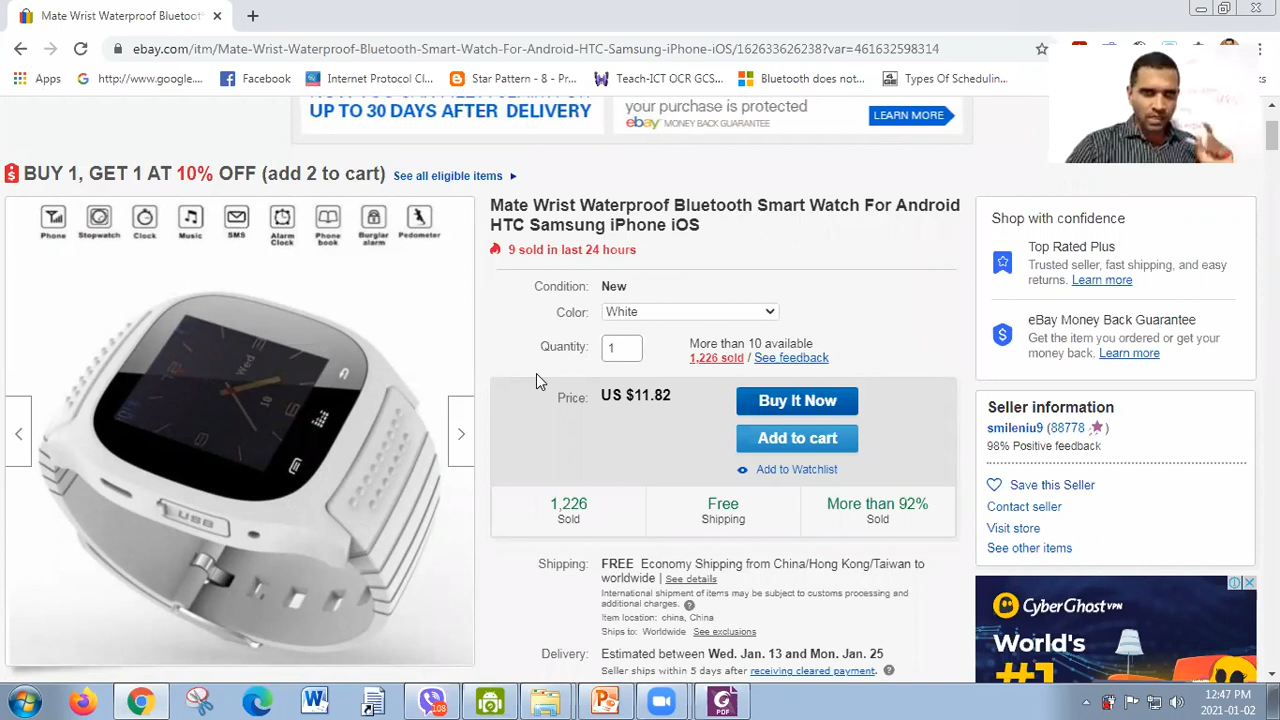 Mate Wrist Waterproof Bluetoot
ebay.com/itm/Mate-Wrist-Waterproof-Bluetooth-Smart-Watch-For-Android-HTC-Samsung-iPhone-iOS/162633626238?var=461632598314
Apps http://www.google.... Facebook Internet Protocol Cl... Star Pattern - 8 - Pr... Teach-ICT OCR GCS... Bluetooth does not... Types Of Schedulin...
UP TO 30 DAYS AFTER DELIVERY
your purchase is protected
ebay MONEY BACK GUARANTEE
LEARN MORE
BUY 1, GET 1 AT 10% OFF (add 2 to cart) See all eligible items
Phone Stopwatch Clock Music SMS Alarm Clock Phone book Burglar alarm Pedometer
Wed
10
USB
Mate Wrist Waterproof Bluetooth Smart Watch For Android
HTC Samsung iPhone iOS
9 sold in last 24 hours
Condition: New
Color: White
Quantity: 1
More than 10 available
1,226 sold / See feedback
Price: US $11.82
Buy It Now
Add to cart
Add to Watchlist
1,226 Sold
Free Shipping
More than 92% Sold
Shipping: FREE Economy Shipping from China/Hong Kong/Taiwan to
worldwide | See details
International shipment of items may be subject to customs processing and
additional charges.
Item location: china, China
Ships to: Worldwide See exclusions
Delivery: Estimated between Wed. Jan. 13 and Mon. Jan. 25
Seller ships within 5 days after receiving cleared payment.
Shop with confidence
Top Rated Plus
Trusted seller, fast shipping, and easy
returns. Learn more
eBay Money Back Guarantee
Get the item you ordered or get your
money back. Learn more
Seller information
smileniu9 (88778 )
98% Positive feedback
Save this Seller
Contact seller
Visit store
See other items
CyberGhost VPN
World's
#1
108
PDF
12:47 PM
2021-01-02